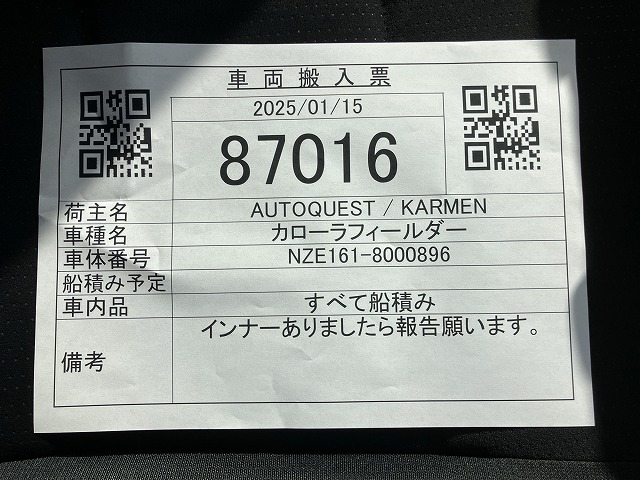 車両搬入票
2025/01/15
87016
荷主名 AUTOQUEST / KARMEN
車種名 カローラフィールダー
車体番号 NZE161-8000896
船積み予定
車内品 すべて船積み
備考 インナーありましたら報告願います。